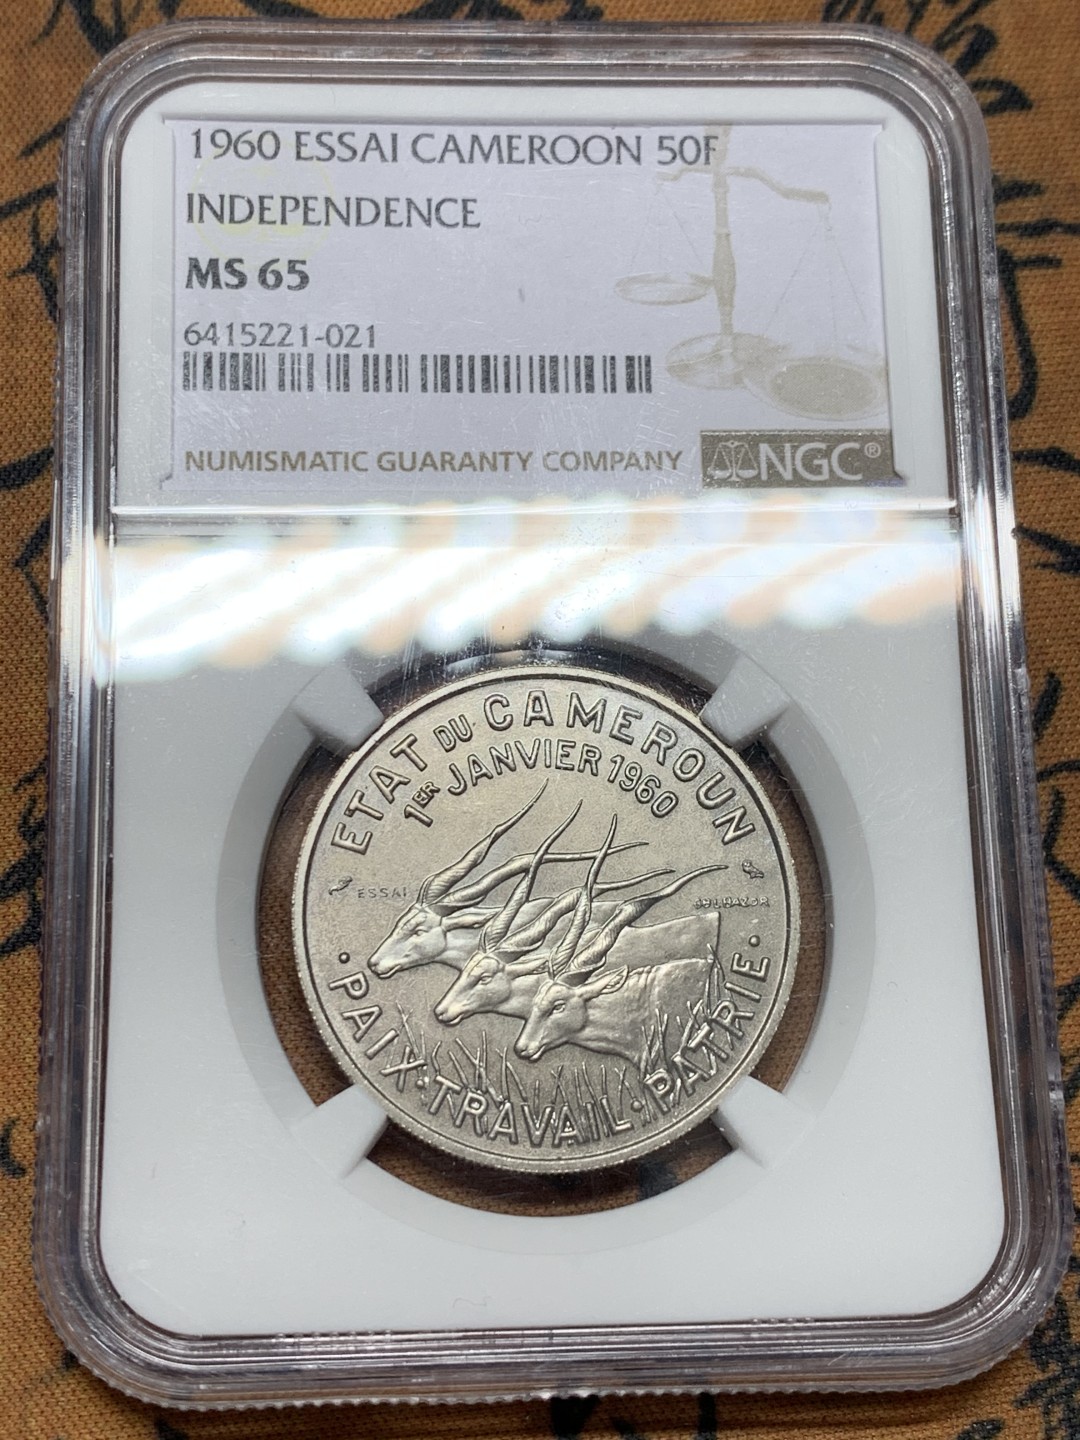 1960 ESSAI CAMEROON 50F
INDEPENDENCE
MS 65
6415221-021
NUMISMATIC GUARANTY COMPANY NGC®
ETAT DU CAMEROUN
1ER JANVIER 1960
ESSAI
PAIX·TRAVAIL·PATRIE